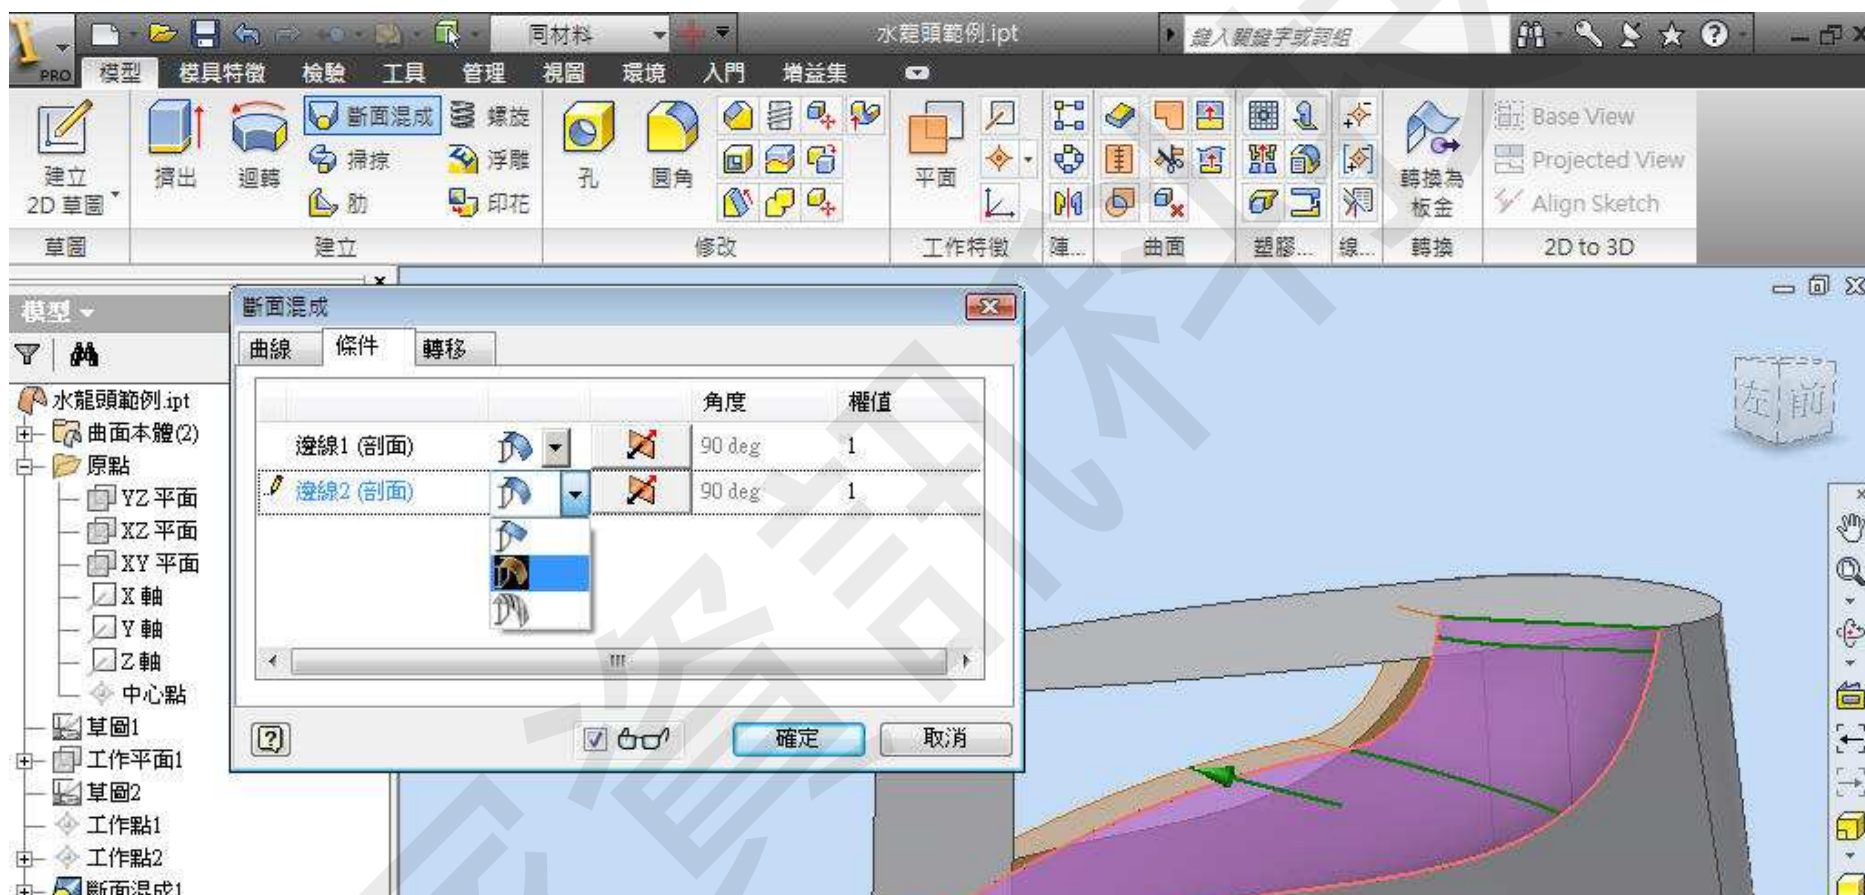 同材料
水龍頭範例.ipt
鍵入關鍵字或詞組
PRO
模型 模具特徵 檢驗 工具 管理 視圖 環境 入門 增益集
建立
2D 草圖
擠出
迴轉
斷面混成
掃掠
肋
螺旋
浮雕
印花
孔
圓角
平面
轉換為
板金
Base View
Projected View
Align Sketch
草圖 建立 修改 工作特徵 陣... 曲面 塑膠... 線... 轉換 2D to 3D
模型
水龍頭範例.ipt
曲面本體(2)
原點
YZ 平面
XZ 平面
XY 平面
X 軸
Y 軸
Z 軸
中心點
草圖1
工作平面1
草圖2
工作點1
工作點2
斷面混成1
斷面混成
曲線 條件 轉移
角度 權值
邊線1 (剖面) 90 deg 1
邊線2 (剖面) 90 deg 1
確定 取消
左 前